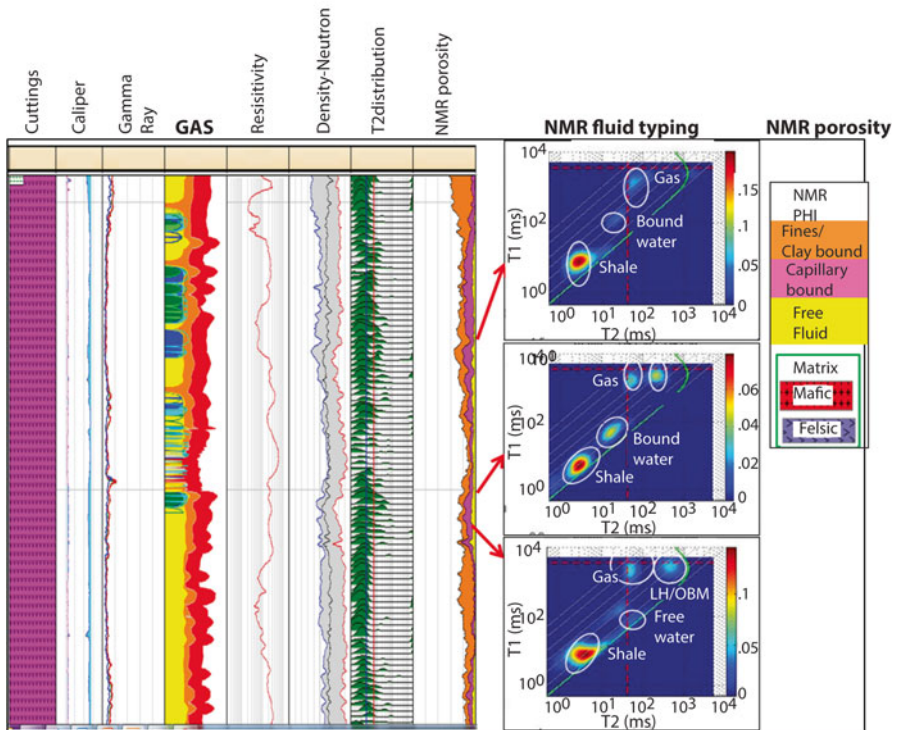 Cuttings
Caliper
Gamma
Ray
GAS
Resisitivity
Density-Neutron
T2distribution
NMR porosity
NMR fluid typing
NMR porosity
10⁴
10²
10⁰
T1 (ms)
Gas
Bound
water
Shale
10⁰ 10¹ 10² 10³ 10⁴
T2 (ms)
.15
.1
.05
0
10⁴
10²
10⁰
T1 (ms)
Gas
Bound
water
Shale
10⁰ 10¹ 10² 10³ 10⁴
T2 (ms)
.06
.04
.02
0
10⁴
10²
10⁰
T1 (ms)
Gas
LH/OBM
Free
water
Shale
10⁰ 10¹ 10² 10³ 10⁴
T2 (ms)
.1
.05
0
NMR
PHI
Fines/
Clay bound
Capillary
bound
Free
Fluid
Matrix
Mafic
Felsic